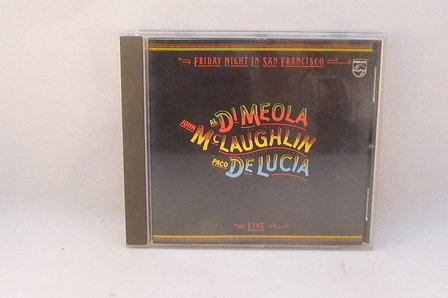 FRIDAY NIGHT IN SAN FRANCISCO
PHILIPS
AL DI MEOLA
JOHN McLAUGHLIN
PACO DE LUCIA
LIVE